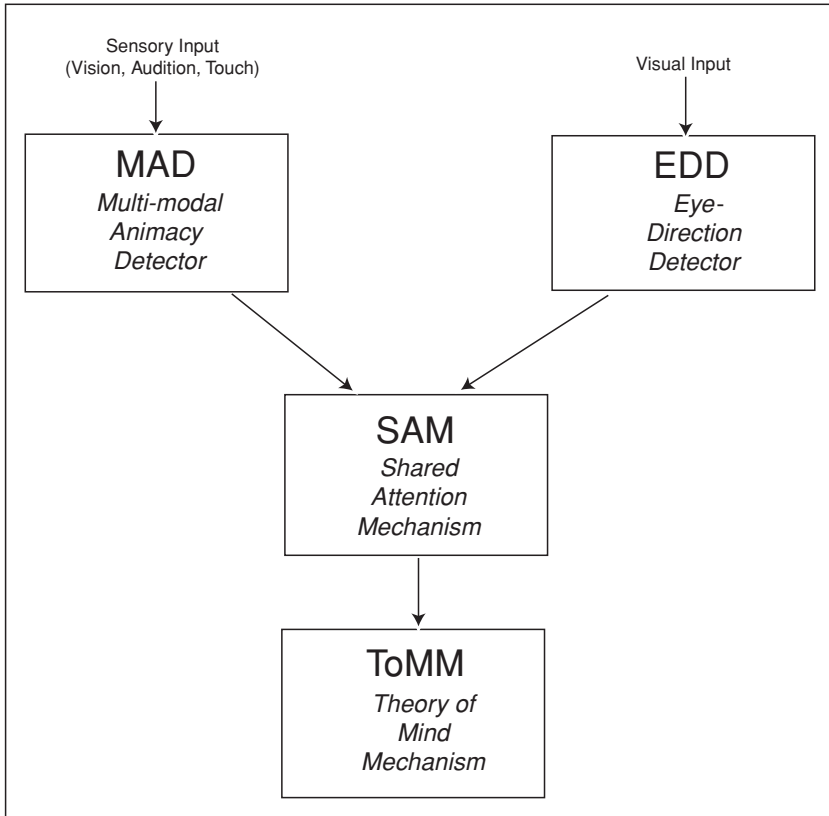 Sensory Input
(Vision, Audition, Touch)
Visual Input
MAD
Multi-modal
Animacy
Detector
EDD
Eye-
Direction
Detector
SAM
Shared
Attention
Mechanism
ToMM
Theory of
Mind
Mechanism